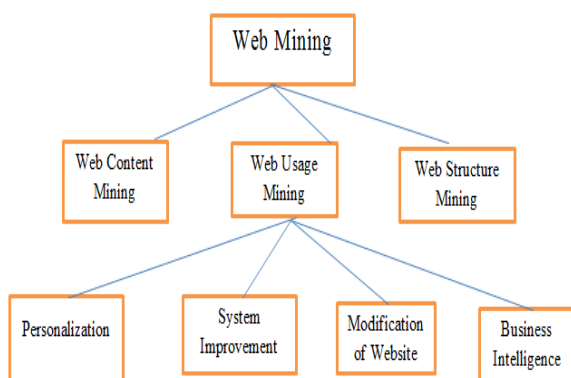 Web Mining
Web Content
Mining
Web Usage
Mining
Web Structure
Mining
Personalization
System
Improvement
Modification
of Website
Business
Intelligence